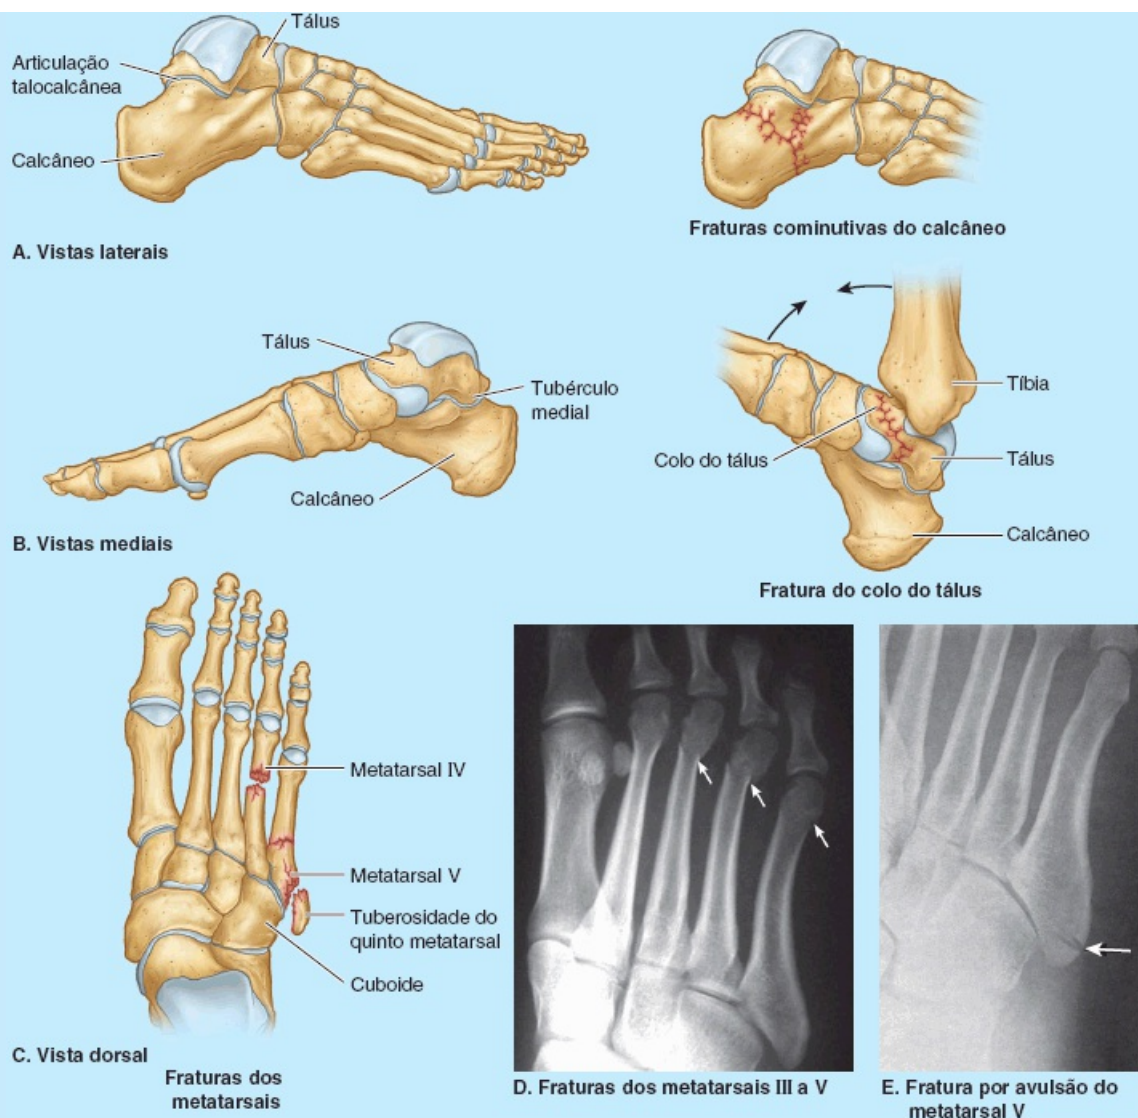 Tálus
Articulação
talocalcânea
Calcâneo
A. Vistas laterais
Fraturas cominutivas do calcâneo
Tálus
Tubérculo
medial
Calcâneo
B. Vistas mediais
Tíbia
Colo do tálus
Tálus
Calcâneo
Fratura do colo do tálus
Metatarsal IV
Metatarsal V
Tuberosidade do
quinto metatarsal
Cuboide
C. Vista dorsal
Fraturas dos
metatarsais
D. Fraturas dos metatarsais III a V
E. Fratura por avulsão do
metatarsal V